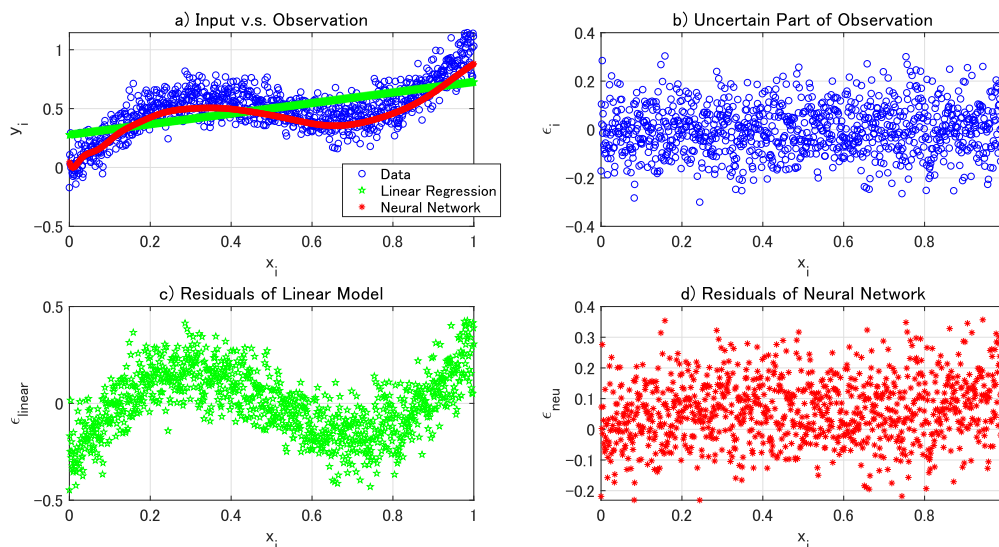 a) Input v.s. Observation
1
0.5
0
-0.5
0
0.2
0.4
0.6
0.8
1
y_i
x_i
Data
Linear Regression
Neural Network
b) Uncertain Part of Observation
0.4
0.2
0
-0.2
-0.4
0
0.2
0.4
0.6
0.8
ϵ_i
x_i
c) Residuals of Linear Model
0.5
0
-0.5
0
0.2
0.4
0.6
0.8
1
ϵ_linear
x_i
d) Residuals of Neural Network
0.4
0.3
0.2
0.1
0
-0.1
-0.2
0
0.2
0.4
0.6
0.8
ϵ_neu
x_i